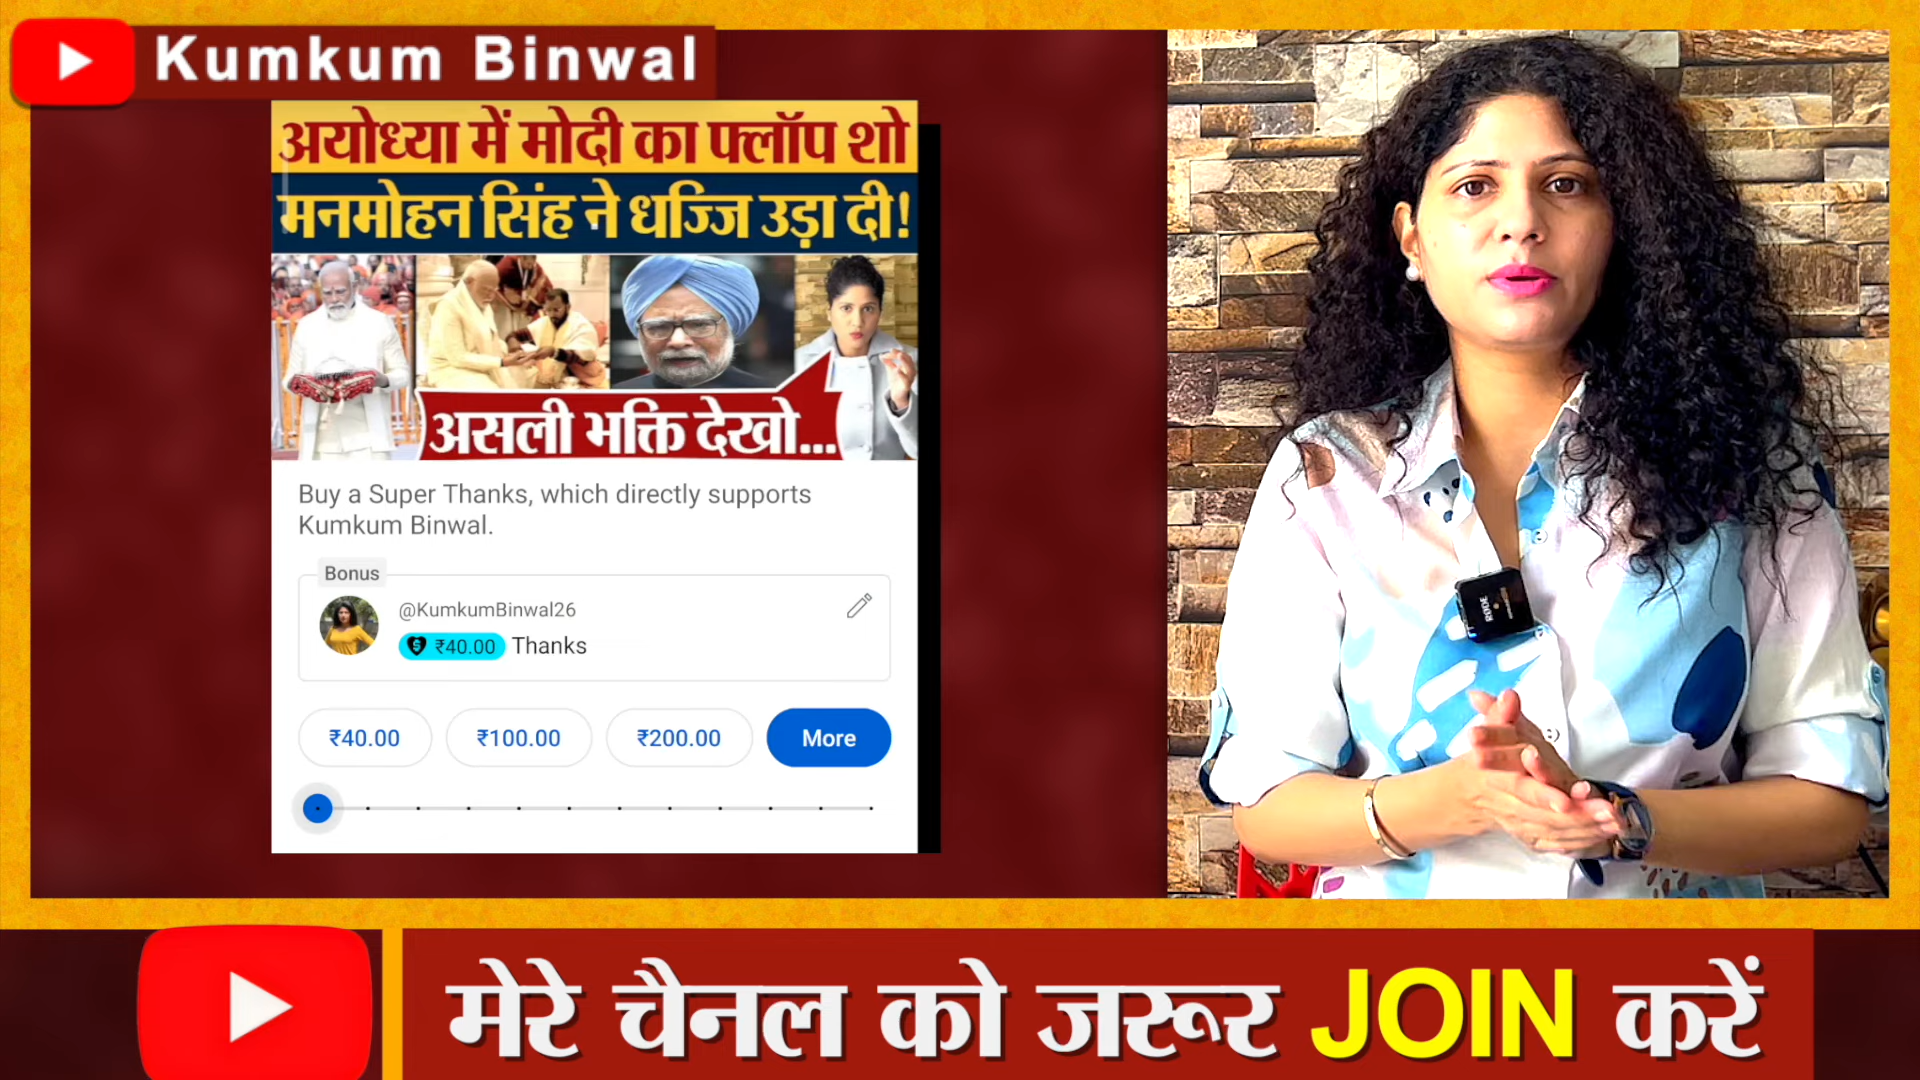 Kumkum Binwal
अयोध्या में मोदी का फ्लॉप शो
मनमोहन सिंह ने धज्जि उड़ा दी!
असली भक्ति देखो...
Buy a Super Thanks, which directly supports
Kumkum Binwal.
Bonus
@KumkumBinwal26
₹40.00 Thanks
₹40.00 ₹100.00 ₹200.00 More
RØDE
मेरे चैनल को जरूर JOIN करें